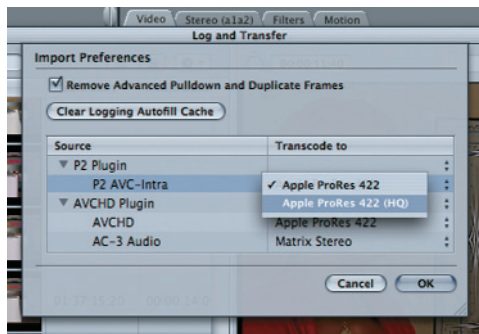 Video Stereo (a1a2) Filters Motion
Log and Transfer
Import Preferences
Remove Advanced Pulldown and Duplicate Frames
Clear Logging Autofill Cache
Source Transcode to
P2 Plugin
P2 AVC-Intra ✓ Apple ProRes 422
AVCHD Plugin Apple ProRes 422 (HQ)
AVCHD Apple ProRes 422
AC-3 Audio Matrix Stereo
Cancel OK